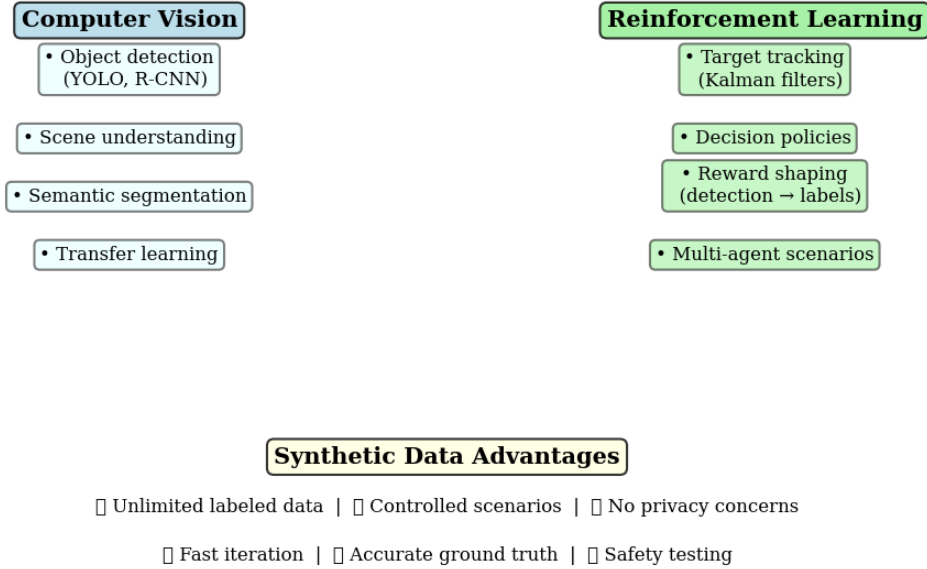 Computer Vision
• Object detection
(YOLO, R-CNN)
• Scene understanding
• Semantic segmentation
• Transfer learning
Reinforcement Learning
• Target tracking
(Kalman filters)
• Decision policies
• Reward shaping
(detection → labels)
• Multi-agent scenarios
Synthetic Data Advantages
▯ Unlimited labeled data | ▯ Controlled scenarios | ▯ No privacy concerns
▯ Fast iteration | ▯ Accurate ground truth | ▯ Safety testing